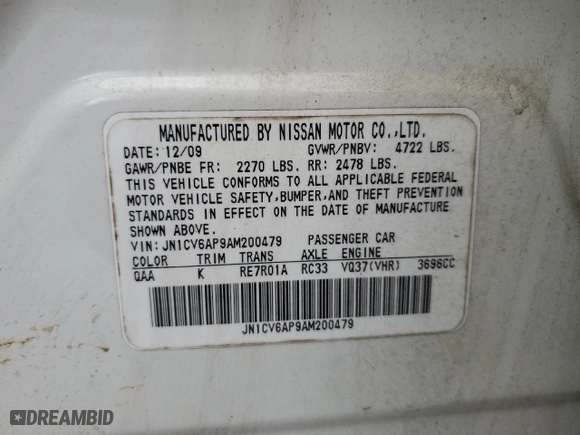 MANUFACTURED BY NISSAN MOTOR CO.,LTD.
DATE: 12/09 GVWR/PNBV: 4722 LBS.
GAWR/PNBE FR: 2270 LBS. RR: 2478 LBS.
THIS VEHICLE CONFORMS TO ALL APPLICABLE FEDERAL
MOTOR VEHICLE SAFETY,BUMPER,AND THEFT PREVENTION
STANDARDS IN EFFECT ON THE DATE OF MANUFACTURE
SHOWN ABOVE.
VIN: JN1CV6AP9AM200479 PASSENGER CAR
COLOR TRIM TRANS AXLE ENGINE
QAA K RE7R01A RC33 VQ37(VHR) 3696CC
JN1CV6AP9AM200479
DREAMBID